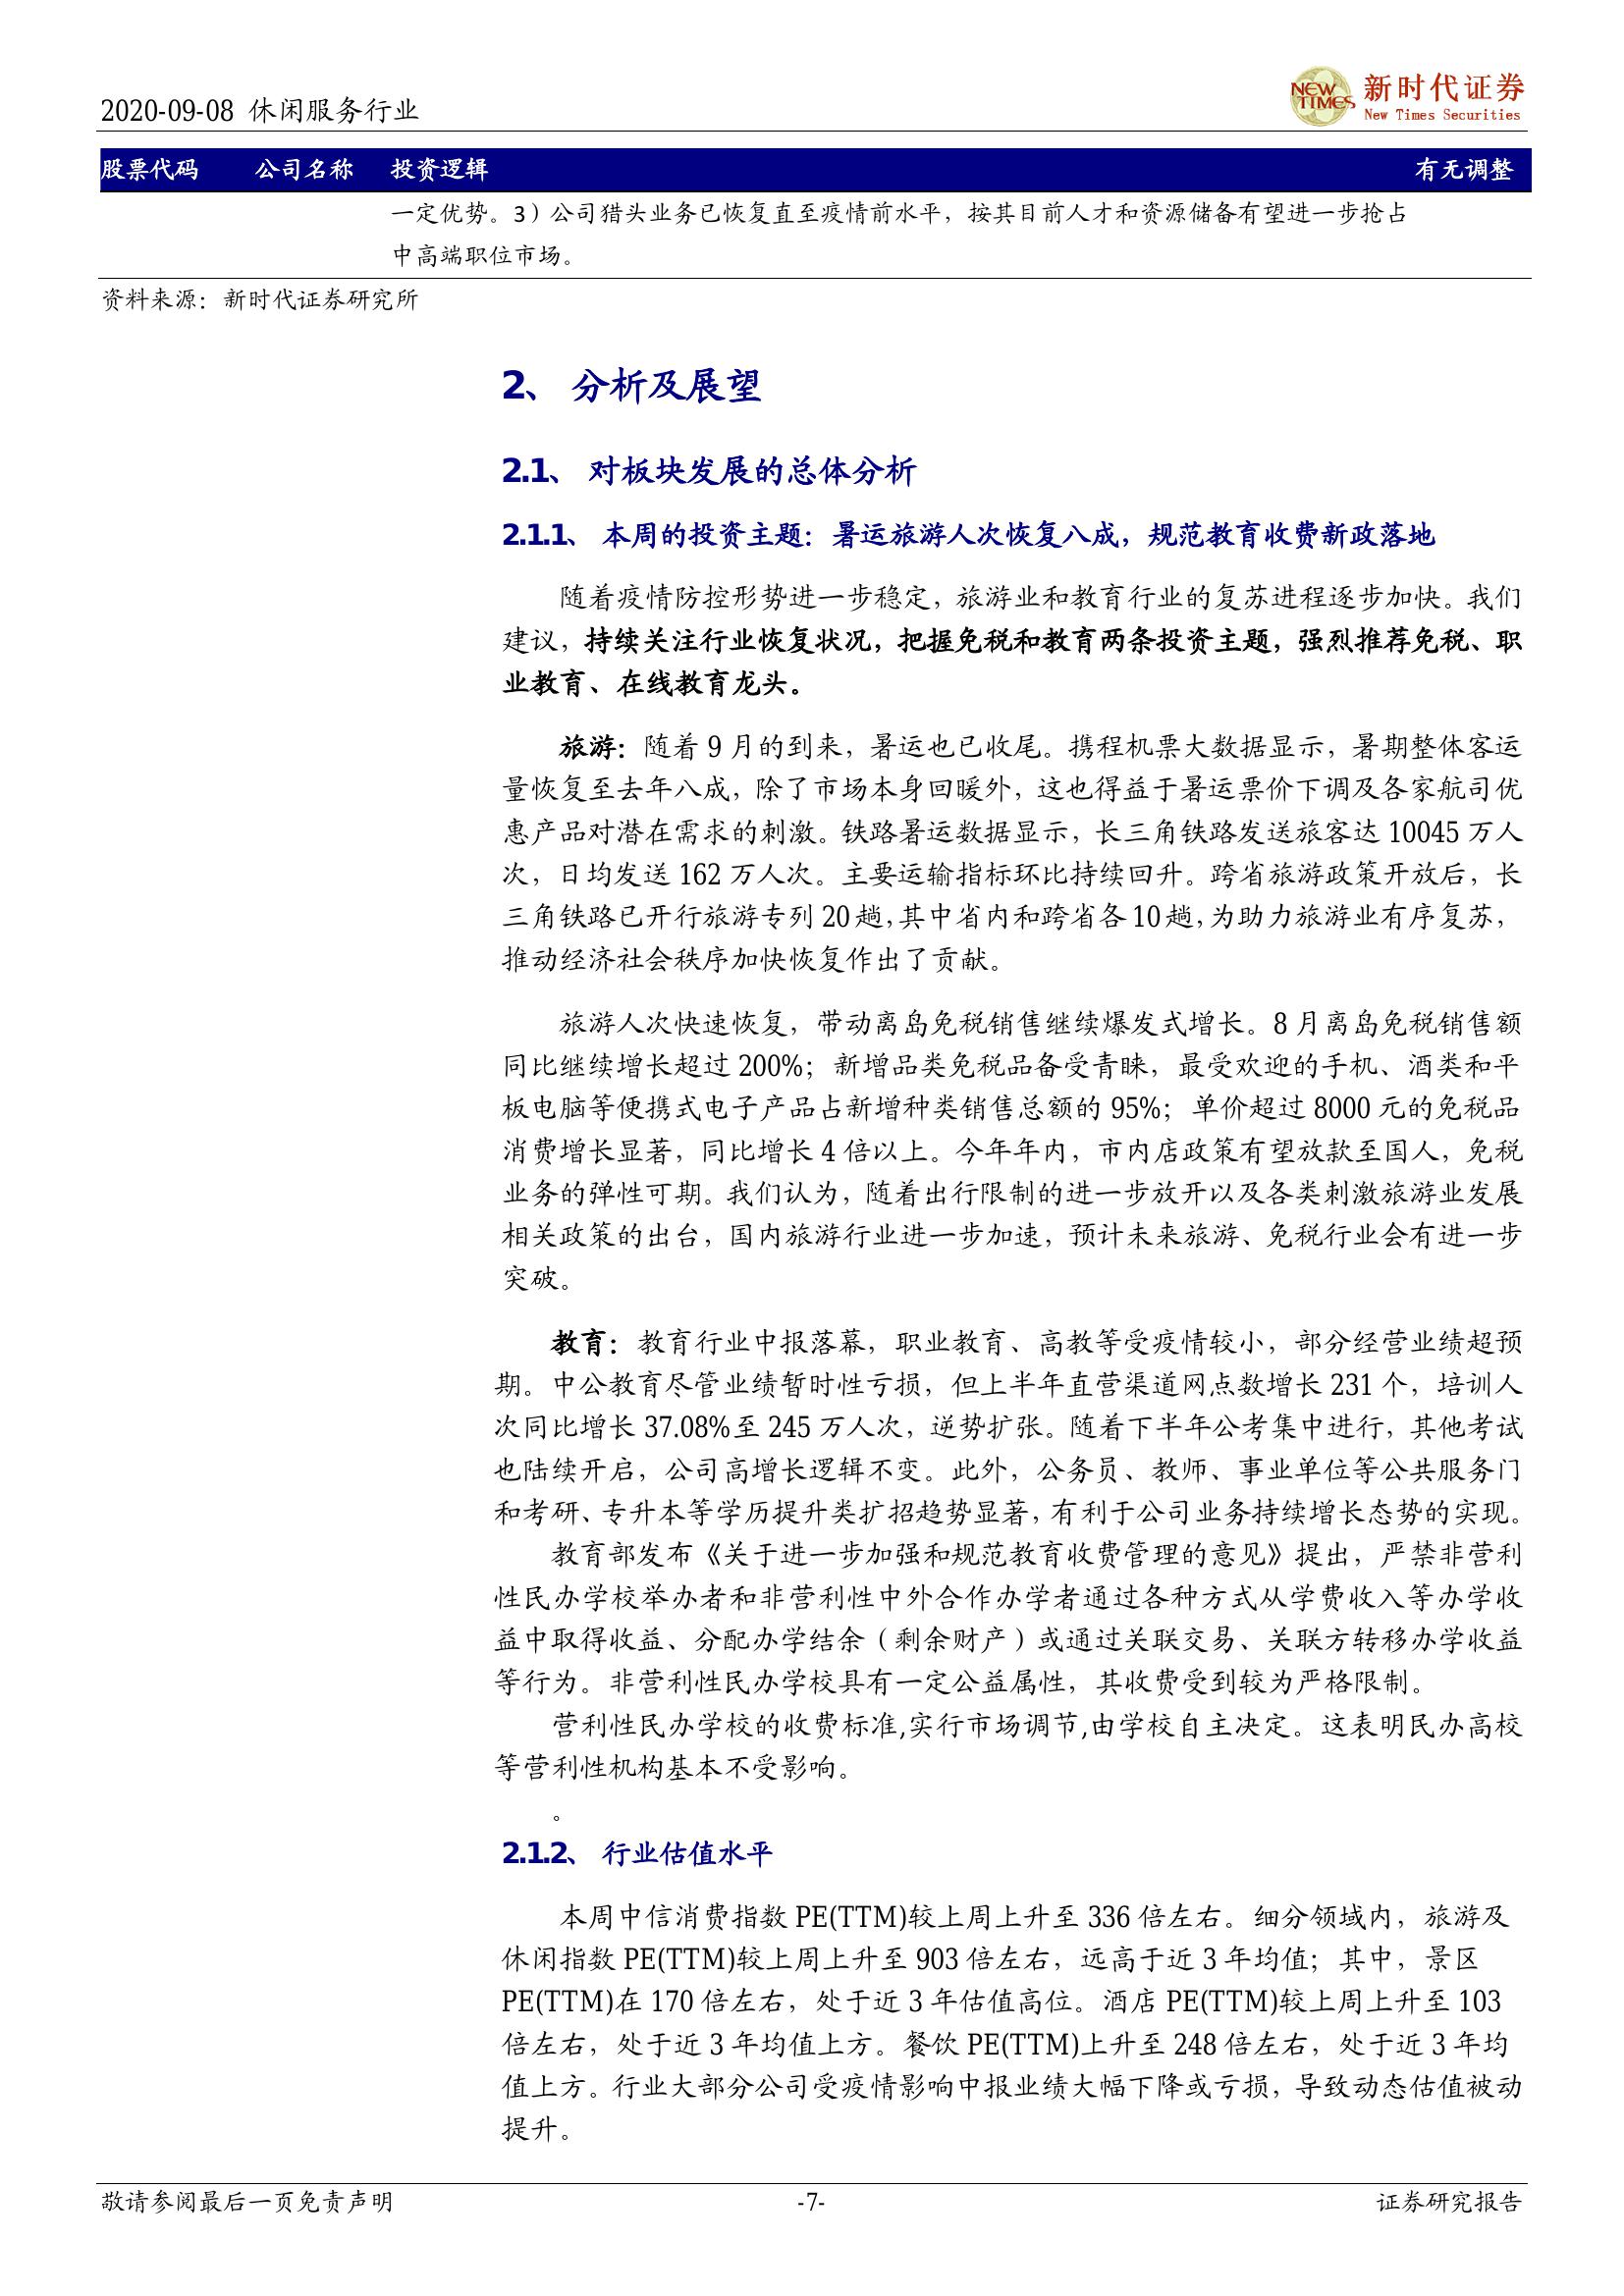 2020-09-08 休闲服务行业
NEW TIMES 新时代证券
New Times Securities
股票代码 公司名称 投资逻辑 有无调整
一定优势。3）公司猎头业务已恢复直至疫情前水平，按其目前人才和资源储备有望进一步抢占
中高端职位市场。
资料来源：新时代证券研究所
2、 分析及展望
2.1、 对板块发展的总体分析
2.1.1、 本周的投资主题：暑运旅游人次恢复八成，规范教育收费新政落地
随着疫情防控形势进一步稳定，旅游业和教育行业的复苏进程逐步加快。我们
建议，持续关注行业恢复状况，把握免税和教育两条投资主题，强烈推荐免税、职
业教育、在线教育龙头。
旅游：随着 9 月的到来，暑运也已收尾。携程机票大数据显示，暑期整体客运
量恢复至去年八成，除了市场本身回暖外，这也得益于暑运票价下调及各家航司优
惠产品对潜在需求的刺激。铁路暑运数据显示，长三角铁路发送旅客达 10045 万人
次，日均发送 162 万人次。主要运输指标环比持续回升。跨省旅游政策开放后，长
三角铁路已开行旅游专列 20 趟，其中省内和跨省各 10 趟，为助力旅游业有序复苏，
推动经济社会秩序加快恢复作出了贡献。
旅游人次快速恢复，带动离岛免税销售继续爆发式增长。8 月离岛免税销售额
同比继续增长超过 200%；新增品类免税品备受青睐，最受欢迎的手机、酒类和平
板电脑等便携式电子产品占新增种类销售总额的 95%；单价超过 8000 元的免税品
消费增长显著，同比增长 4 倍以上。今年年内，市内店政策有望放款至国人，免税
业务的弹性可期。我们认为，随着出行限制的进一步放开以及各类刺激旅游业发展
相关政策的出台，国内旅游行业进一步加速，预计未来旅游、免税行业会有进一步
突破。
教育：教育行业中报落幕，职业教育、高教等受疫情较小，部分经营业绩超预
期。中公教育尽管业绩暂时性亏损，但上半年直营渠道网点数增长 231 个，培训人
次同比增长 37.08%至 245 万人次，逆势扩张。随着下半年公考集中进行，其他考试
也陆续开启，公司高增长逻辑不变。此外，公务员、教师、事业单位等公共服务门
和考研、专升本等学历提升类扩招趋势显著，有利于公司业务持续增长态势的实现。
教育部发布《关于进一步加强和规范教育收费管理的意见》提出，严禁非营利
性民办学校举办者和非营利性中外合作办学者通过各种方式从学费收入等办学收
益中取得收益、分配办学结余（剩余财产）或通过关联交易、关联方转移办学收益
等行为。非营利性民办学校具有一定公益属性，其收费受到较为严格限制。
营利性民办学校的收费标准,实行市场调节,由学校自主决定。这表明民办高校
等营利性机构基本不受影响。
。
2.1.2、 行业估值水平
本周中信消费指数 PE(TTM)较上周上升至 336 倍左右。细分领域内，旅游及
休闲指数 PE(TTM)较上周上升至 903 倍左右，远高于近 3 年均值；其中，景区
PE(TTM)在 170 倍左右，处于近 3 年估值高位。酒店 PE(TTM)较上周上升至 103
倍左右，处于近 3 年均值上方。餐饮 PE(TTM)上升至 248 倍左右，处于近 3 年均
值上方。行业大部分公司受疫情影响中报业绩大幅下降或亏损，导致动态估值被动
提升。
敬请参阅最后一页免责声明 -7- 证券研究报告